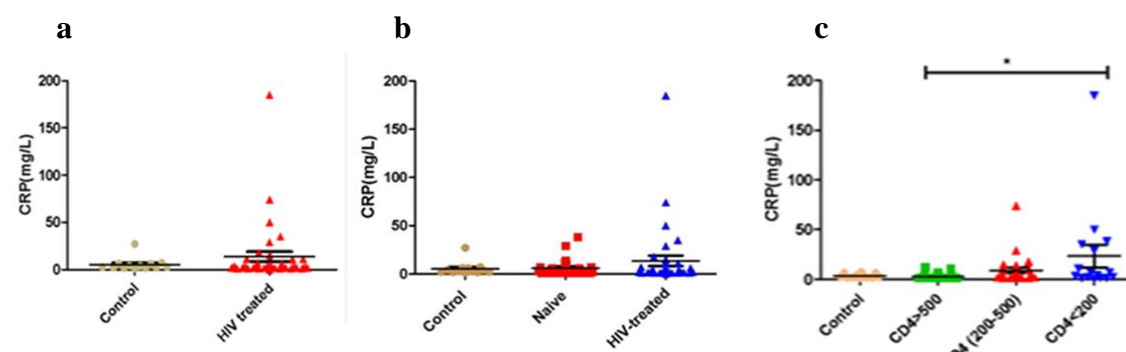 a
b
c
200
150
100
50
0
CRP(mg/L)
Control
HIV treated
200
150
100
50
0
CRP(mg/L)
Control
Naive
HIV-treated
*
200
150
100
50
0
CRP(mg/L)
Control
CD4>500
(200-500)
CD4<200